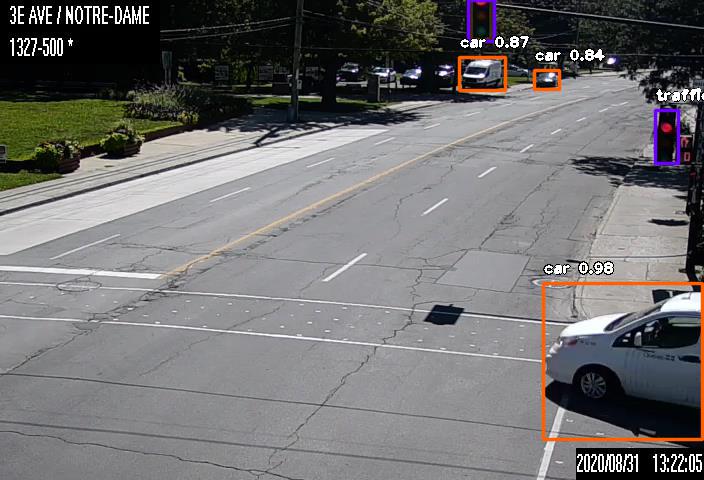 3E AVE / NOTRE-DAME
1327-500 *
car 0.87
car 0.84
traffic
car 0.98
2020/08/31 13:22:05